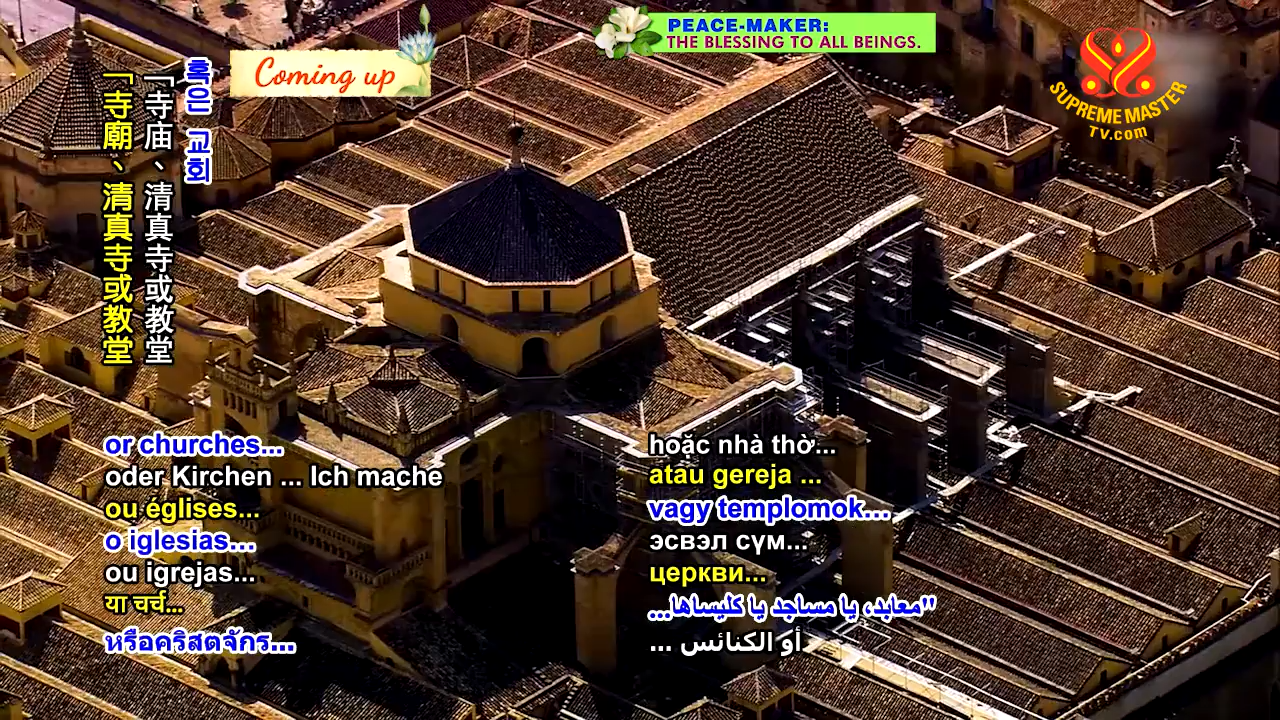 PEACE-MAKER:
THE BLESSING TO ALL BEINGS.
Coming up
SUPREME MASTER
TV.com
혹은 교회
「寺庙、清真寺或教堂
「寺廟、清真寺或教堂
or churches...
oder Kirchen ... Ich mache
ou églises...
o iglesias...
ou igrejas...
या चर्च...
หรือคริสตจักร...
hoặc nhà thờ...
atau gereja ...
vagy templomok...
эсвэл сүм...
церкви...
"معابد، یا مساجد یا کلیساها...
أو الكنائس ...